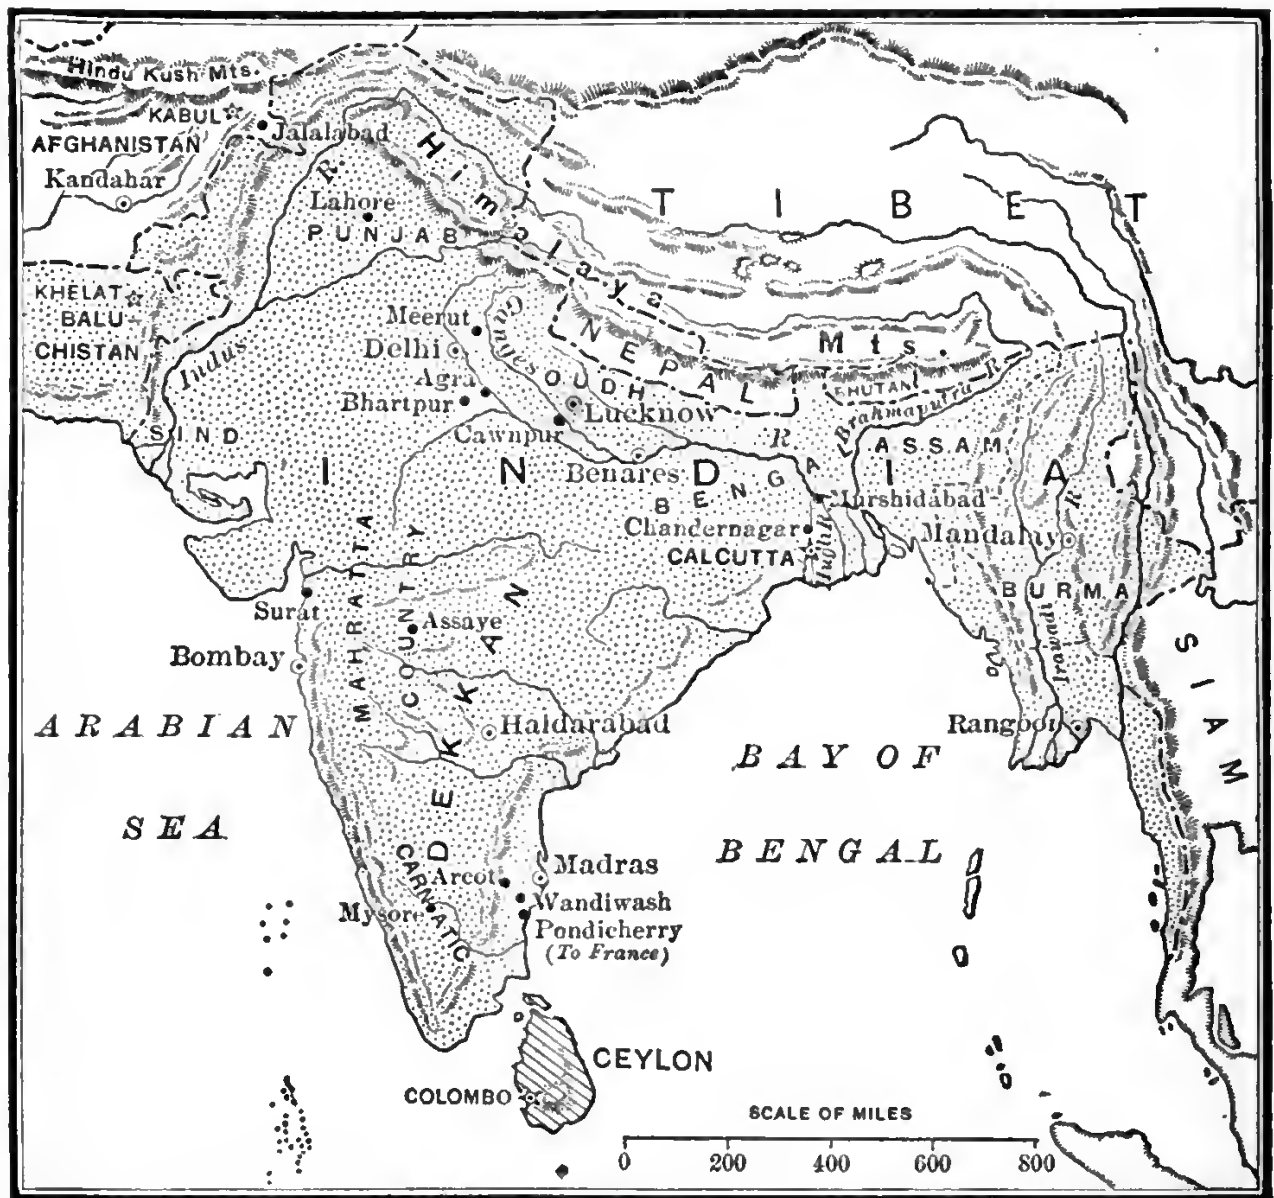 Hindu Kush Mts.
KABUL
Jalalabad
AFGHANISTAN
Kandahar
R
Himalaya Mts.
TIBET
Lahore
PUNJAB
KHELAT
BALU-
CHISTAN
Indus
Meerut
Delhi
Ganges
NEPAL
Agra
OUDH
BHUTAN
Bhartpur
Lucknow
Brahmaputra R
SIND
Cawnpur
R
ASSAM
INDIA
Benares
BENGAL
Murshidabad
R
Chandernagar
Hugli R
Mandalay
CALCUTTA
MAHRATTA
COUNTRY
BURMA
Surat
Assaye
Irawadi
SIAM
Bombay
DEKKAN
Haidarabad
Rangoon
ARABIAN
SEA
BAY OF
BENGAL
CARNATIC
Arcot
Madras
Mysore
Wandiwash
Pondicherry
(To France)
CEYLON
COLOMBO
SCALE OF MILES
0 200 400 600 800